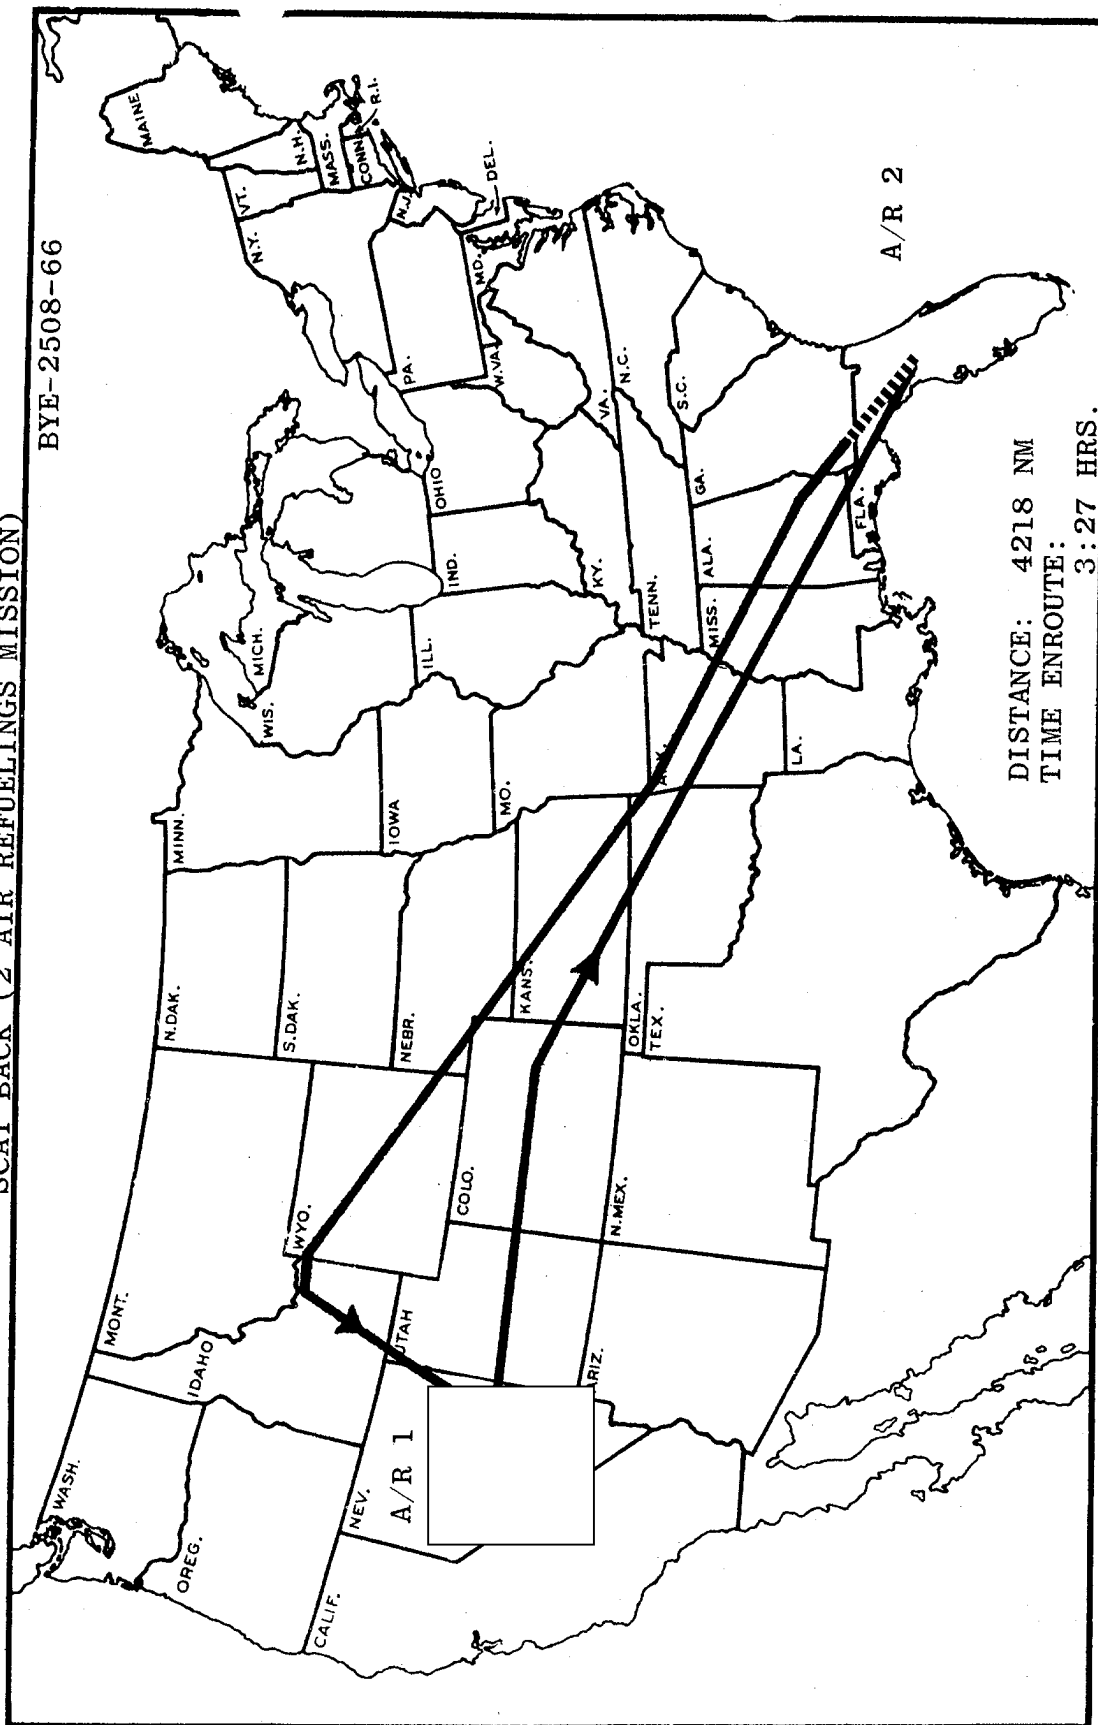 SCAT BACK (2 AIR REFUELINGS MISSION)
BYE-2508-66
WASH.
OREG.
CALIF.
NEV.
A/R 1
IDAHO
MONT.
UTAH
ARIZ.
WYO.
COLO.
N.MEX.
N.DAK.
S.DAK.
NEBR.
KANS.
OKLA.
TEX.
MINN.
IOWA
MO.
ARK.
LA.
WIS.
MICH.
ILL.
IND.
OHIO
KY.
TENN.
MISS.
ALA.
GA.
FLA.
S.C.
N.C.
VA.
W.VA.
PA.
MD.
DEL.
N.J.
N.Y.
VT.
N.H.
MAINE
MASS.
CONN.
R.I.
A/R 2
DISTANCE: 4218 NM
TIME ENROUTE:
3:27 HRS.